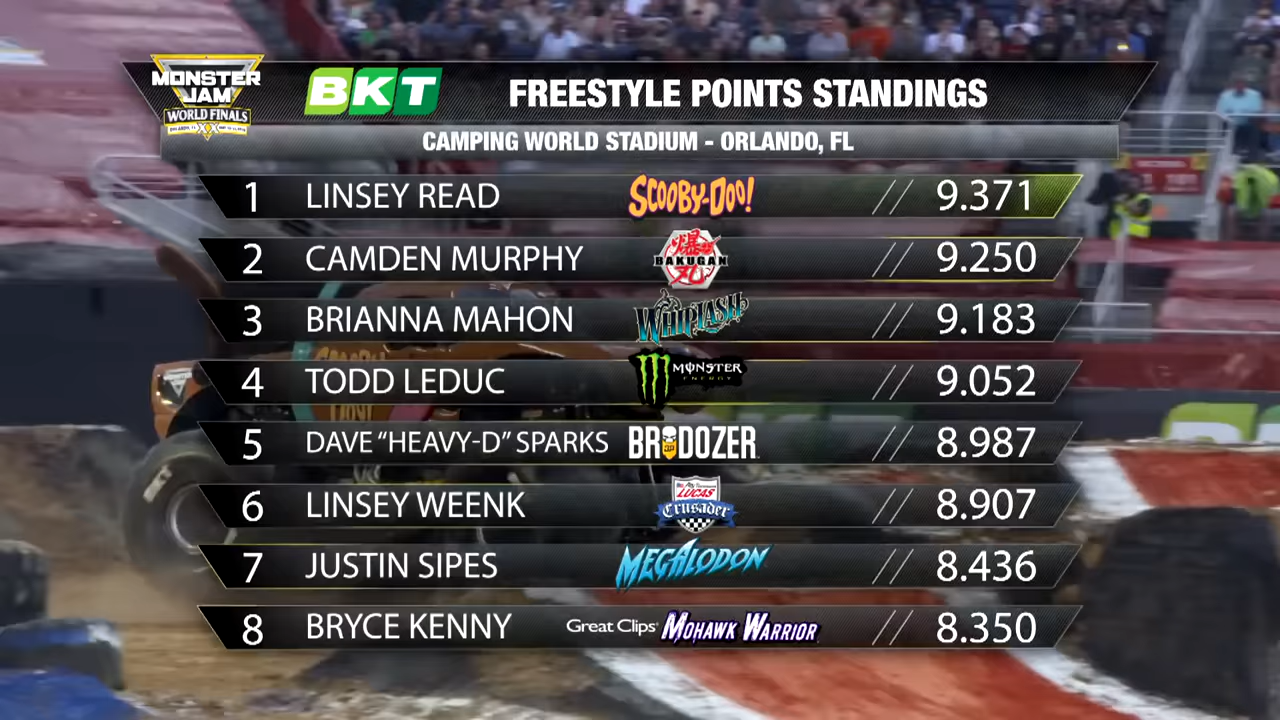 MONSTER JAM WORLD FINALS
BKT
FREESTYLE POINTS STANDINGS
CAMPING WORLD STADIUM - ORLANDO, FL
1 LINSEY READ SCOOBY-DOO! // 9.371
2 CAMDEN MURPHY 爆 BAKUGAN // 9.250
3 BRIANNA MAHON WHIPLASH // 9.183
4 TODD LEDUC MONSTER ENERGY // 9.052
5 DAVE “HEAVY-D” SPARKS BRODOZER // 8.987
6 LINSEY WEENK LUCAS Crusader // 8.907
7 JUSTIN SIPES MEGALODON // 8.436
8 BRYCE KENNY Great Clips® MOHAWK WARRIOR // 8.350